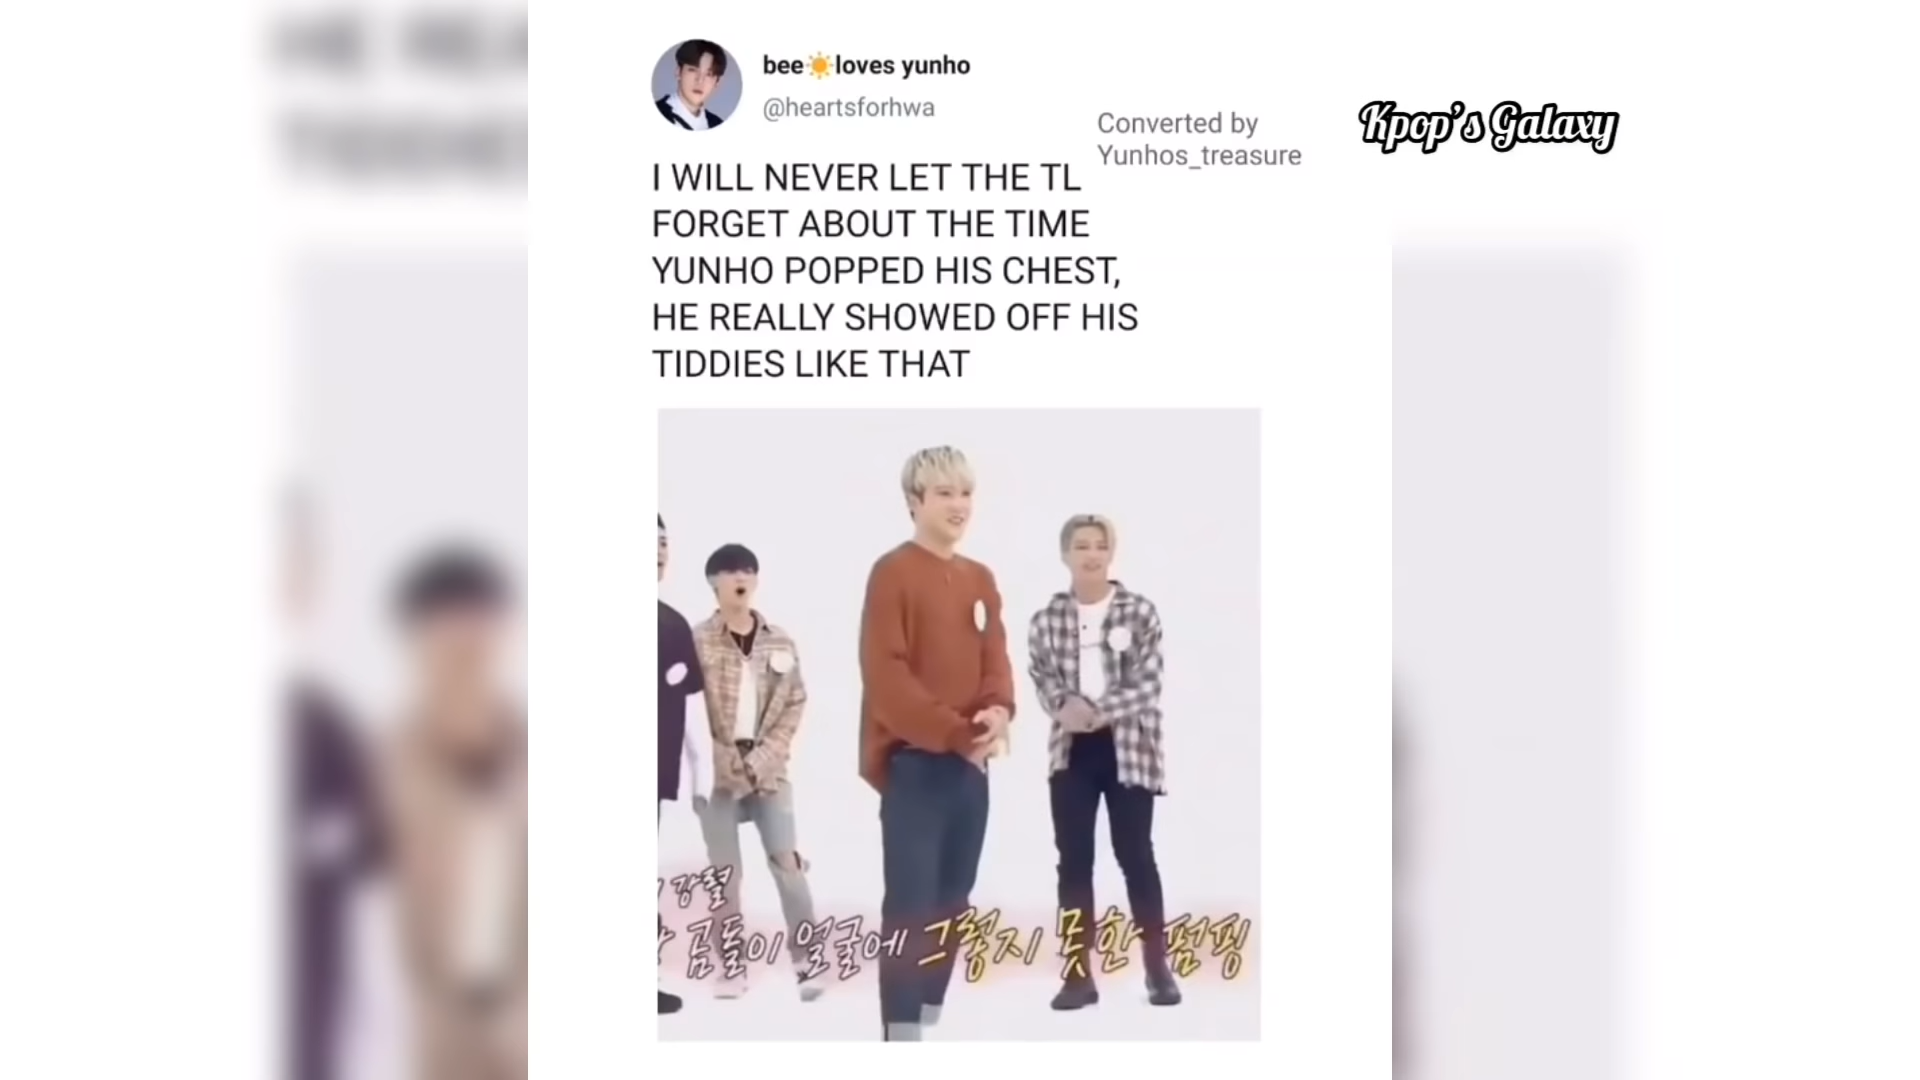 bee☀️loves yunho
@heartsforhwa
Converted by
Yunhos_treasure
Kpop's Galaxy
I WILL NEVER LET THE TL
FORGET ABOUT THE TIME
YUNHO POPPED HIS CHEST,
HE REALLY SHOWED OFF HIS
TIDDIES LIKE THAT
강렬
곰돌이 얼굴에 그렇지 못한 펌핑